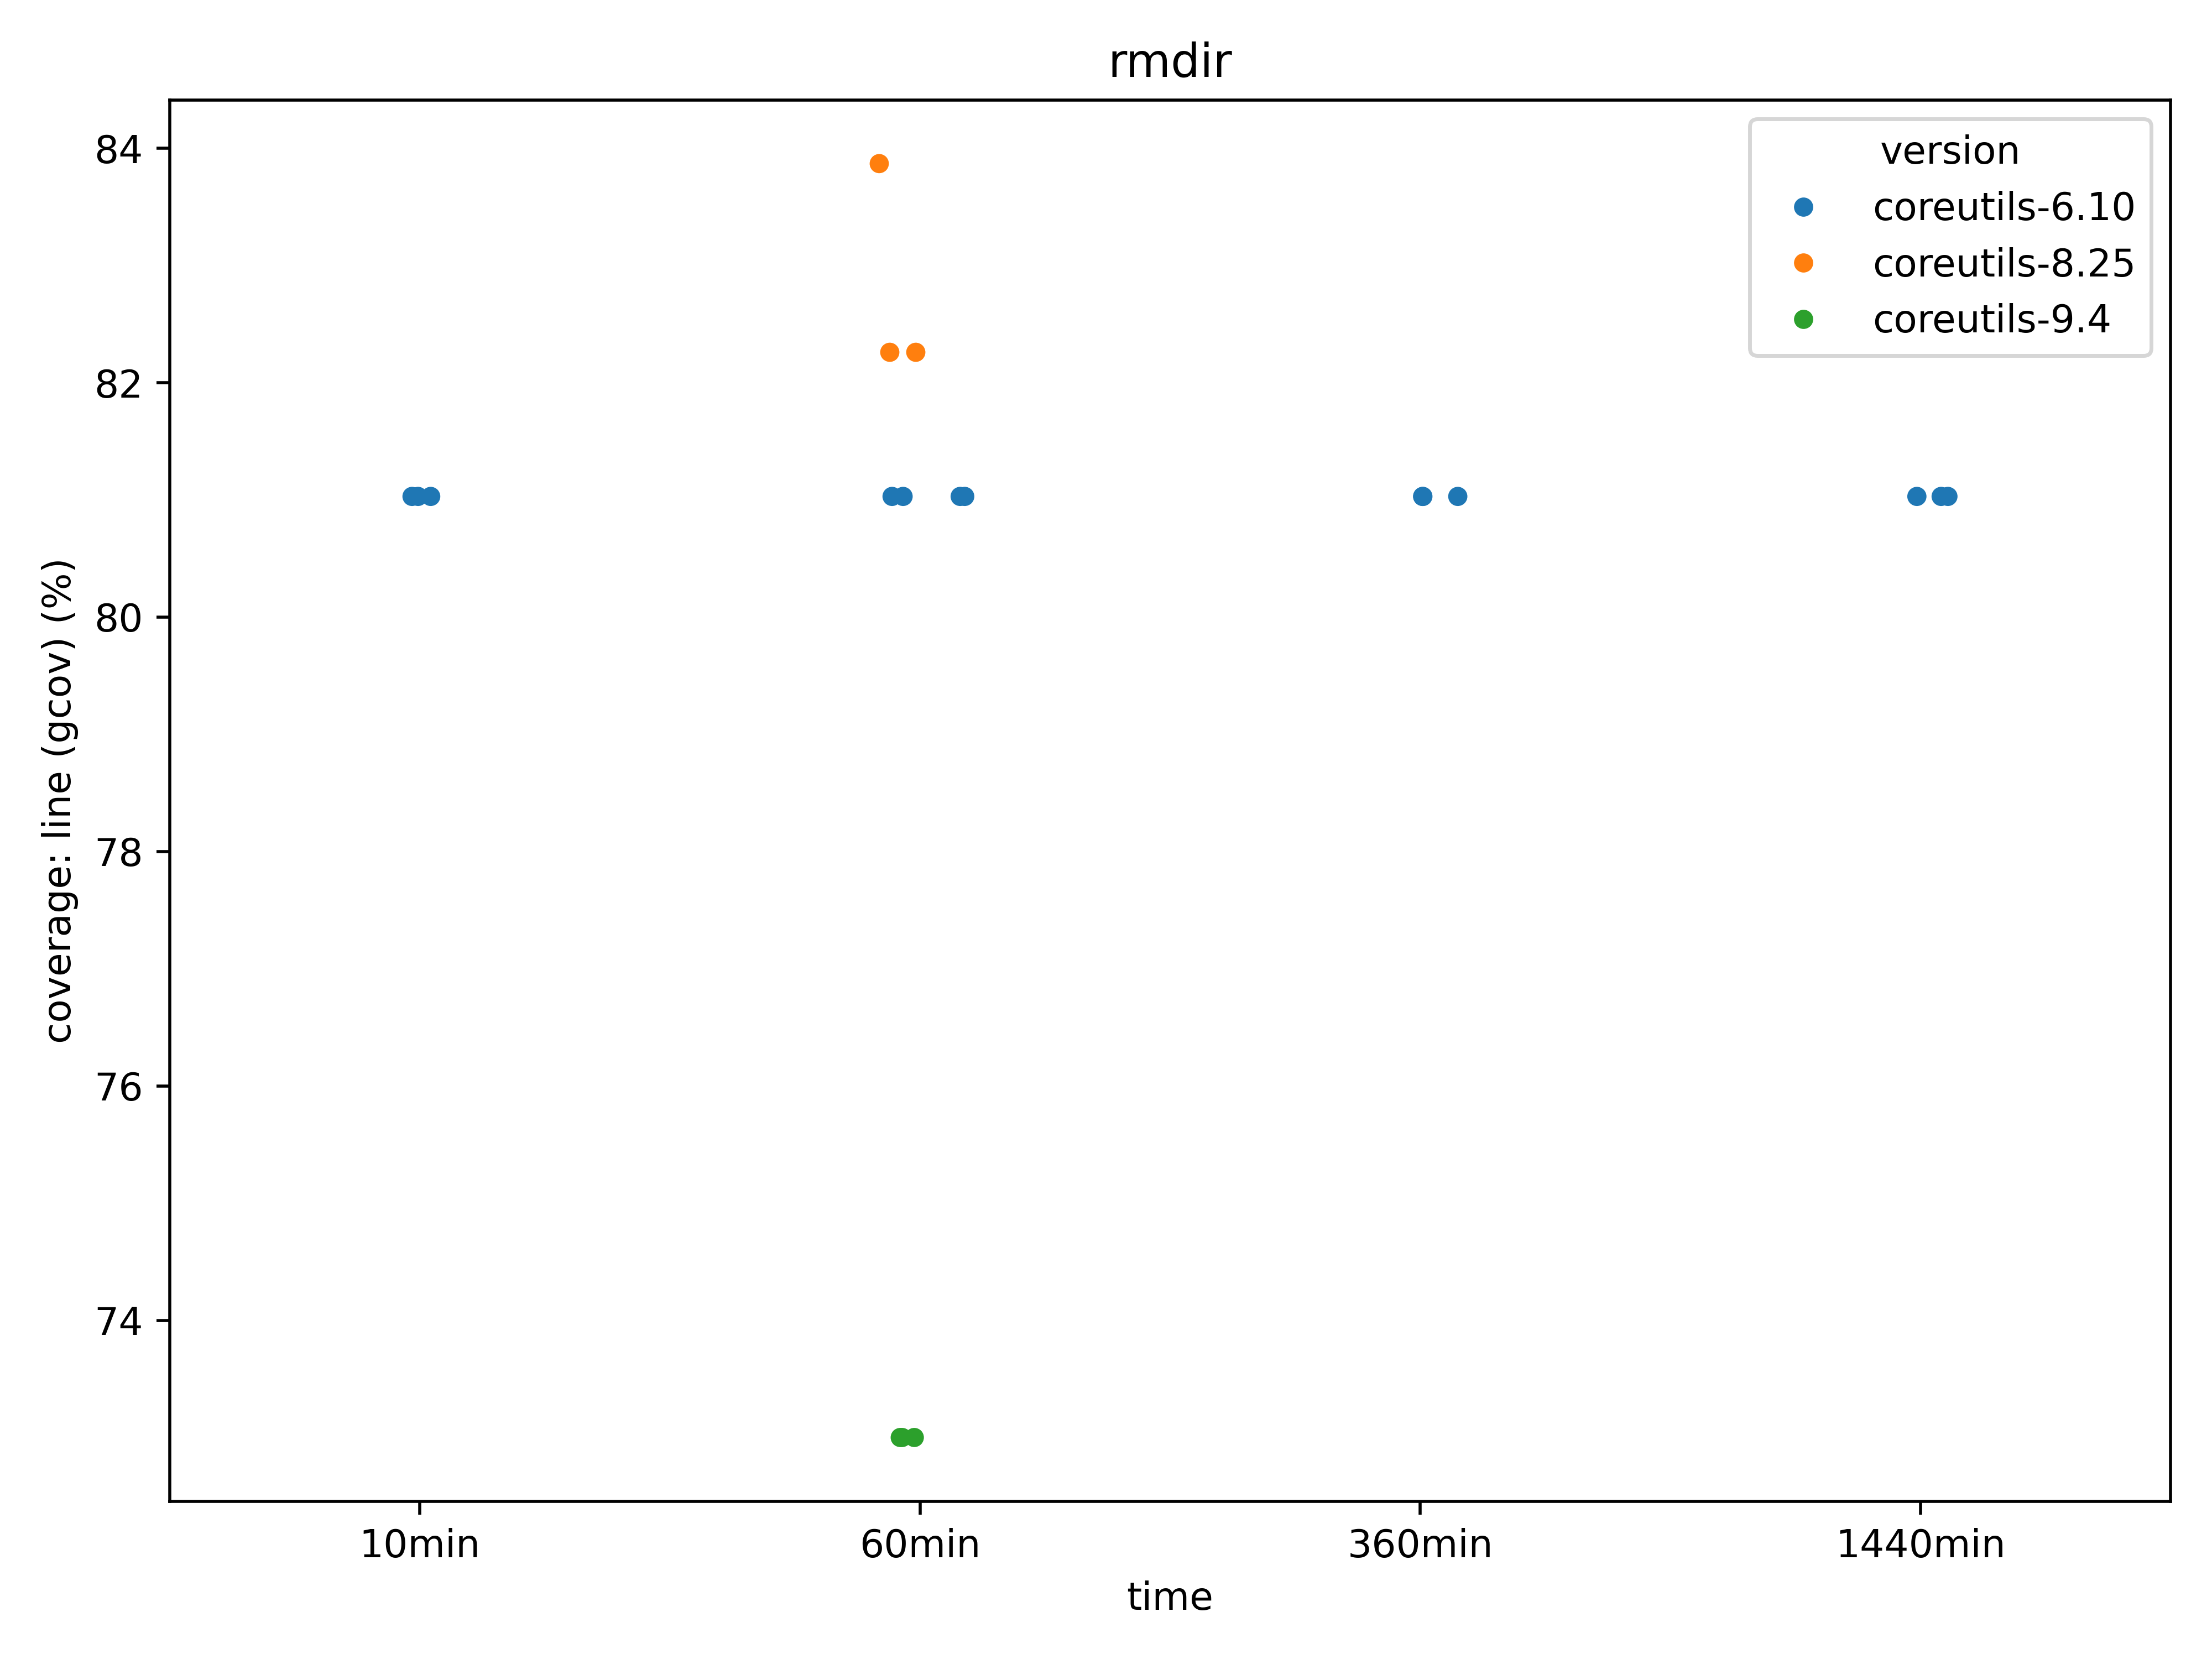 rmdir
version
coreutils-6.10
coreutils-8.25
coreutils-9.4
coverage: line (gcov) (%)
84
82
80
78
76
74
10min
60min
360min
1440min
time